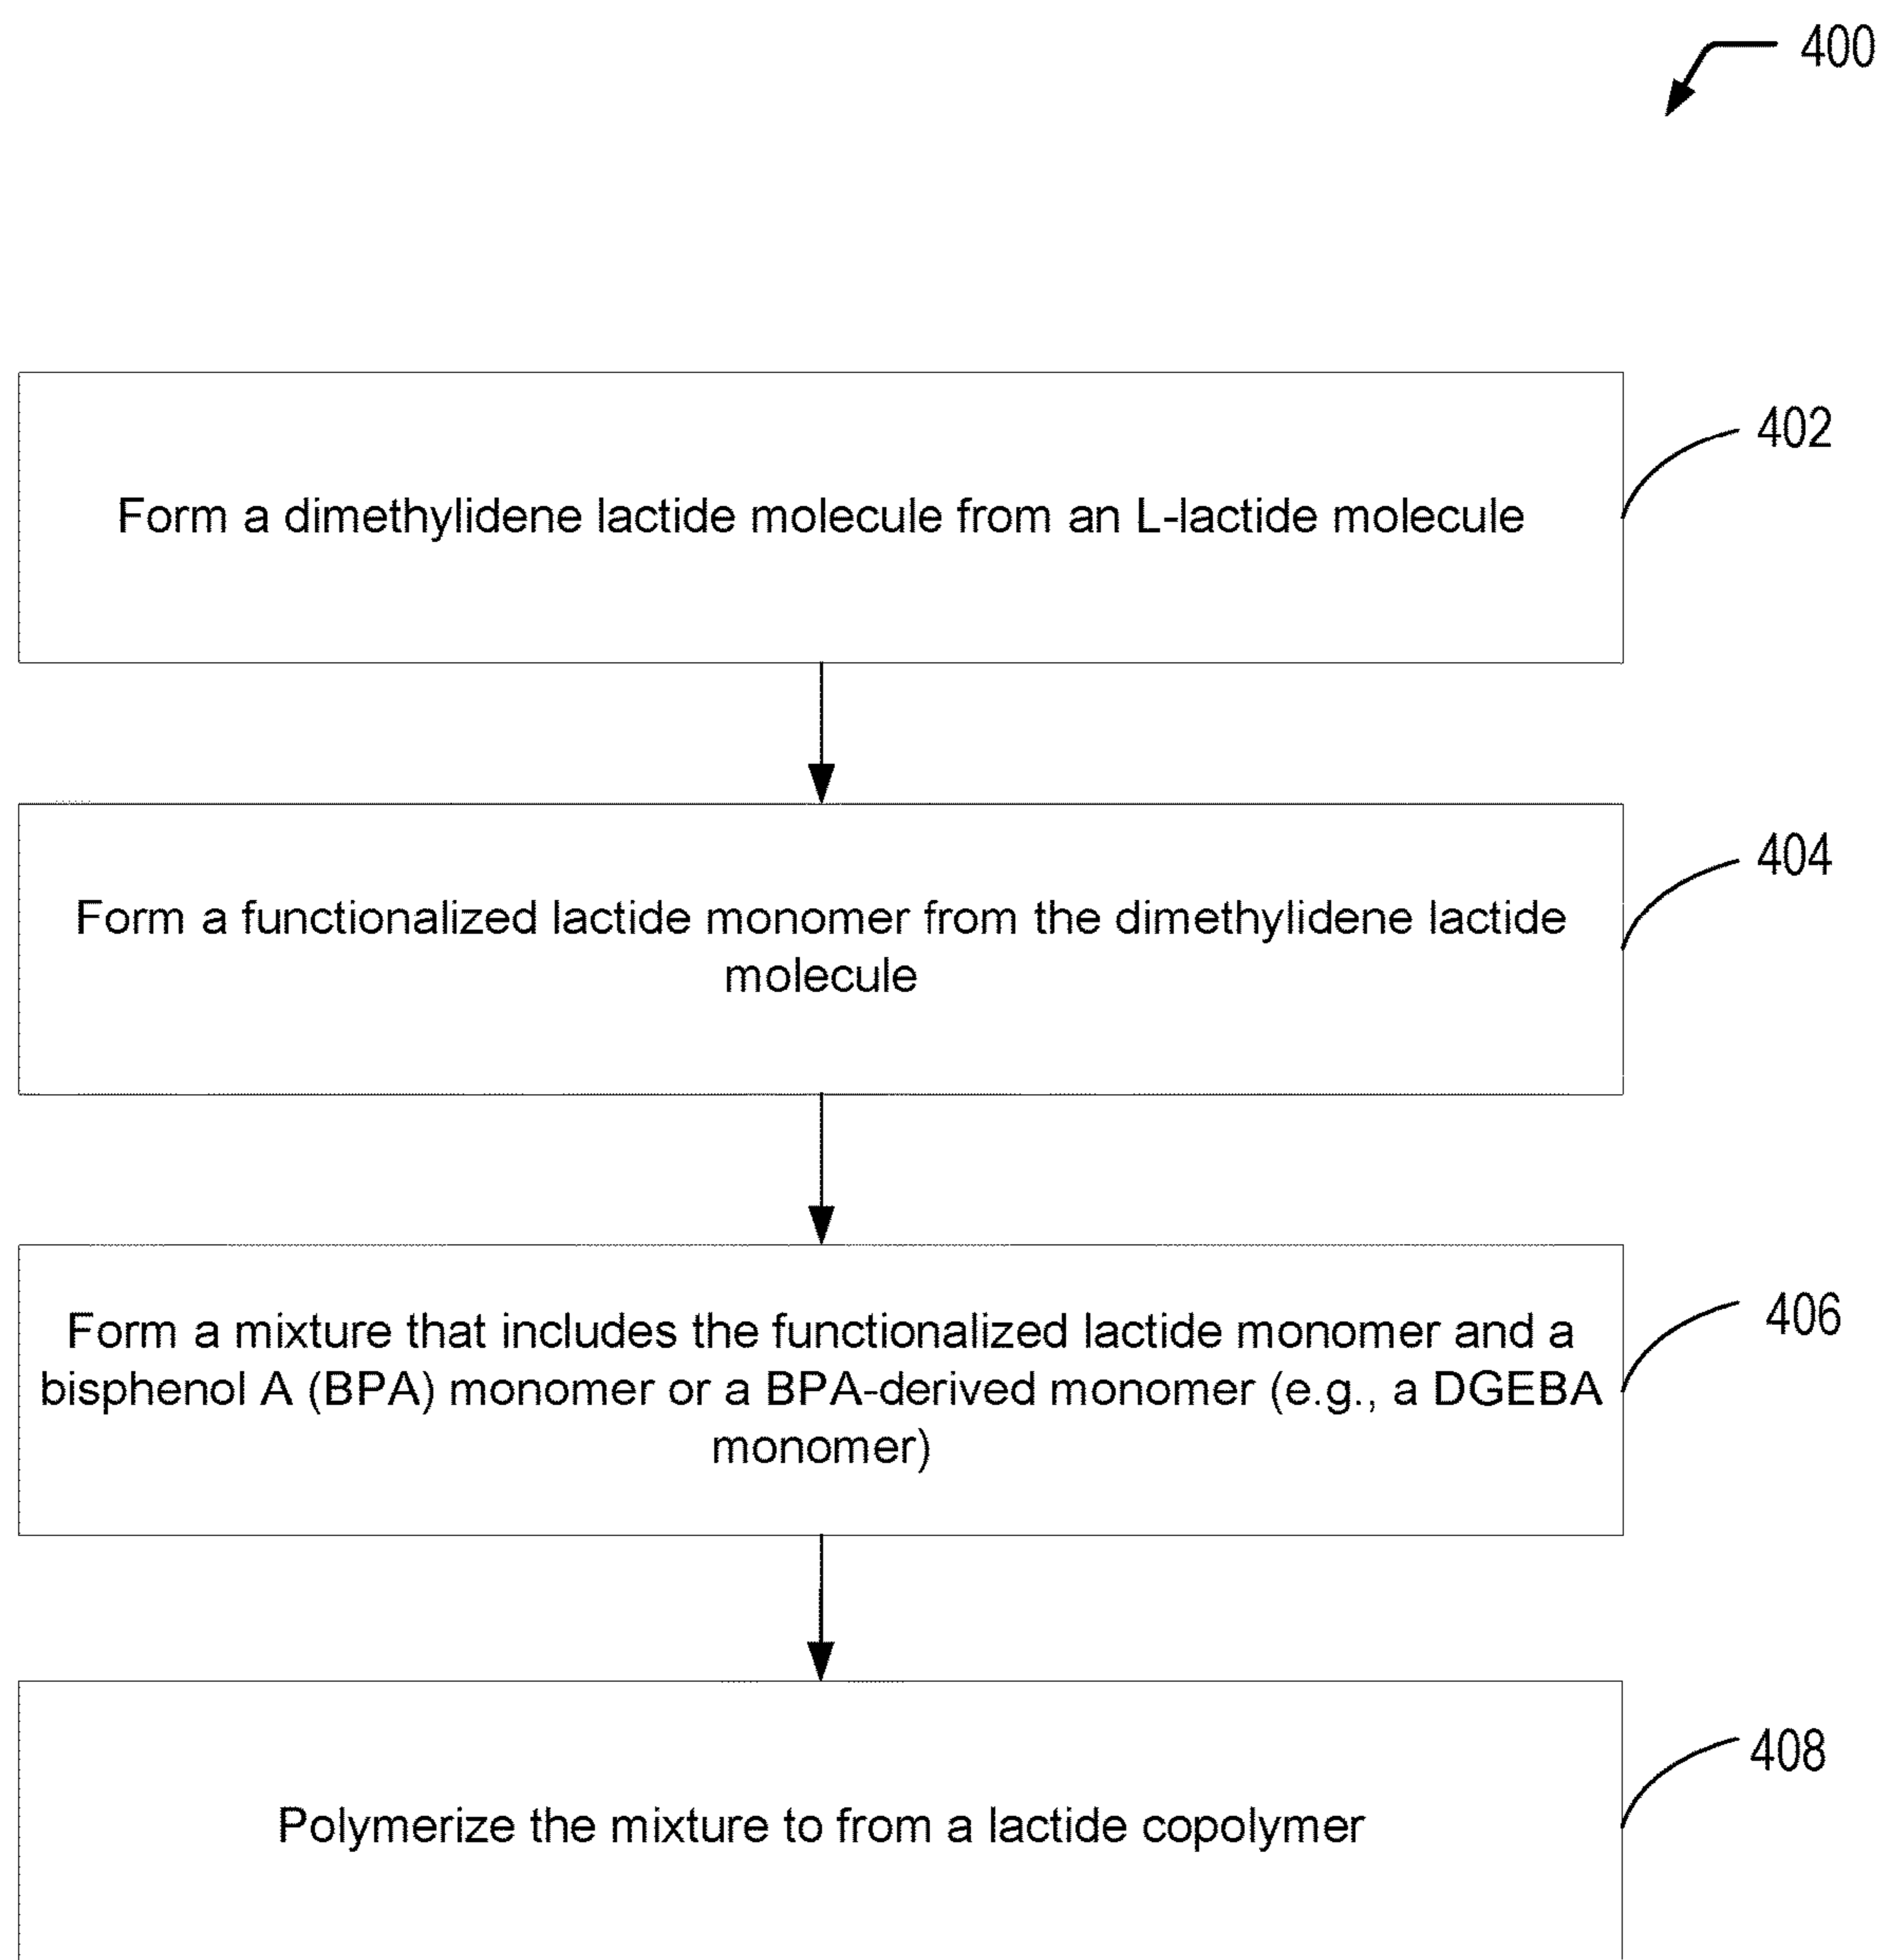 400
Form a dimethylidene lactide molecule from an L-lactide molecule
402
Form a functionalized lactide monomer from the dimethylidene lactide
molecule
404
Form a mixture that includes the functionalized lactide monomer and a
bisphenol A (BPA) monomer or a BPA-derived monomer (e.g., a DGEBA
monomer)
406
Polymerize the mixture to from a lactide copolymer
408